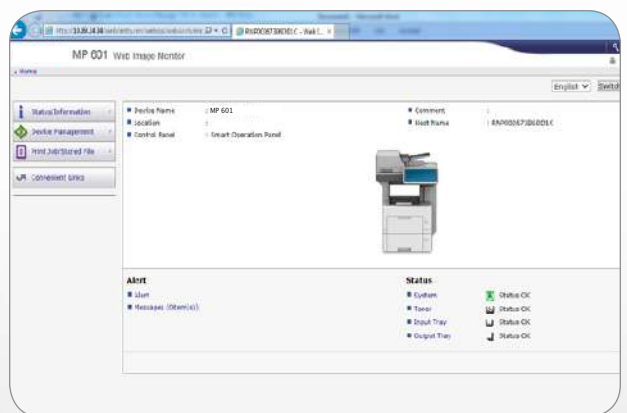 MP 601 Web Image Monitor
Home
English
Status/Information
Device Management
Print Job/Stored File
Convenient Links
Device Name : MP 601
Location :
Control Panel : Smart Operation Panel
Comment :
Host Name :
Alert
Alert
Messages (0item(s))
Status
System Status OK
Toner Status OK
Input Tray Status OK
Output Tray Status OK